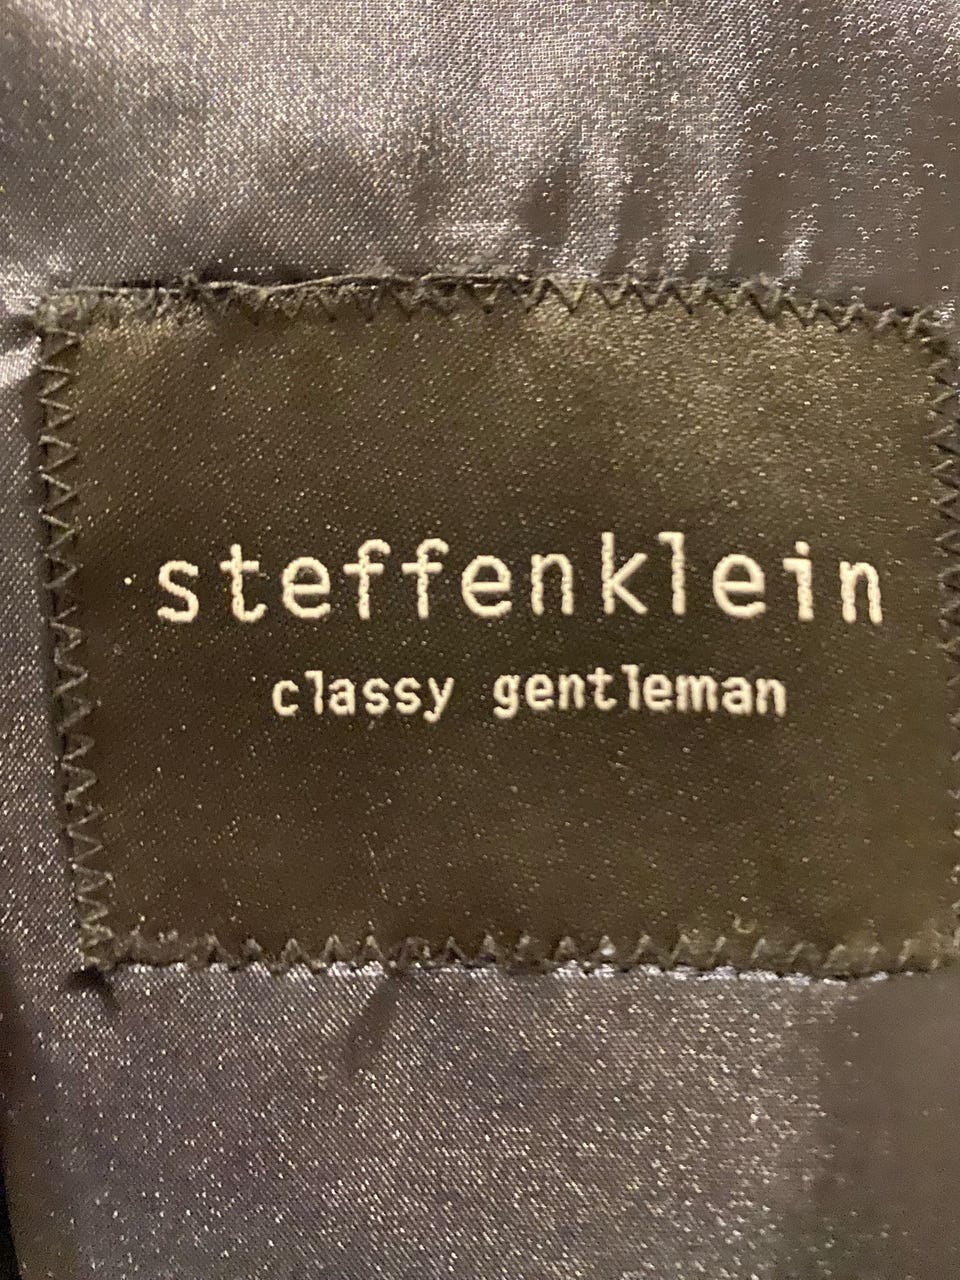 steffenklein
classy gentleman